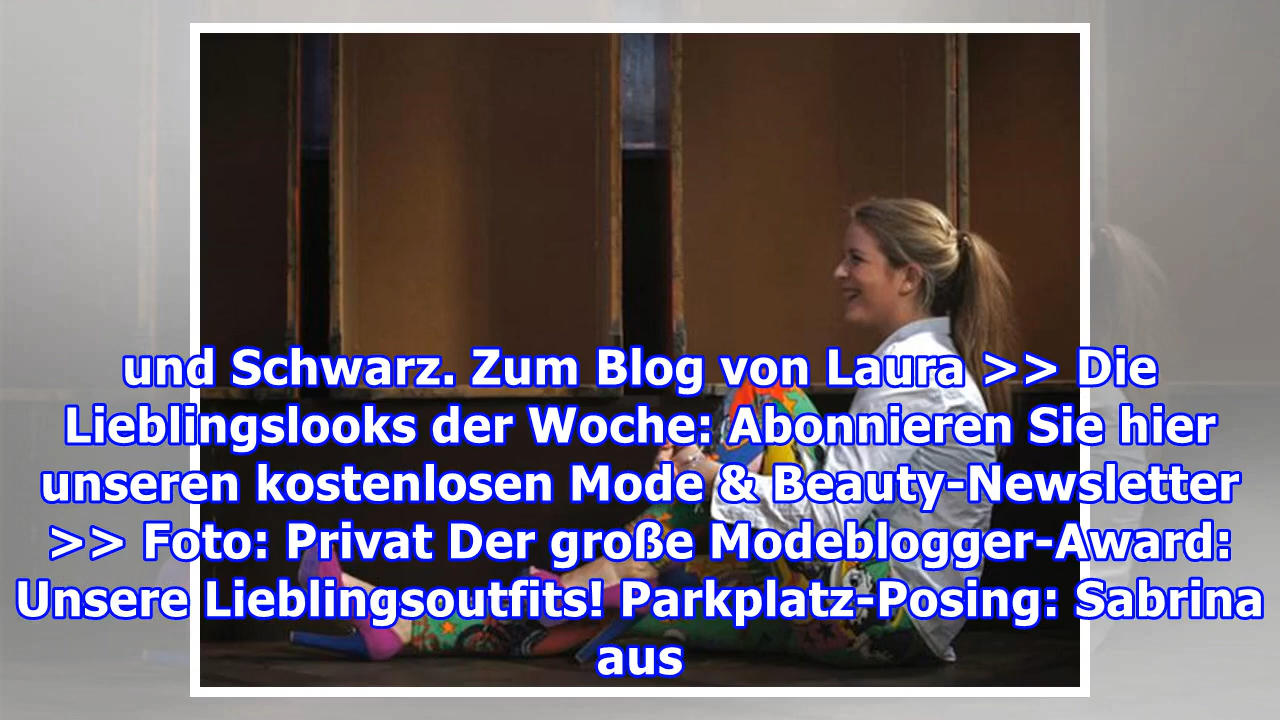 und Schwarz. Zum Blog von Laura >> Die
Lieblingslooks der Woche: Abonnieren Sie hier
unseren kostenlosen Mode & Beauty-Newsletter
>> Foto: Privat Der große Modeblogger-Award:
Unsere Lieblingsoutfits! Parkplatz-Posing: Sabrina
aus